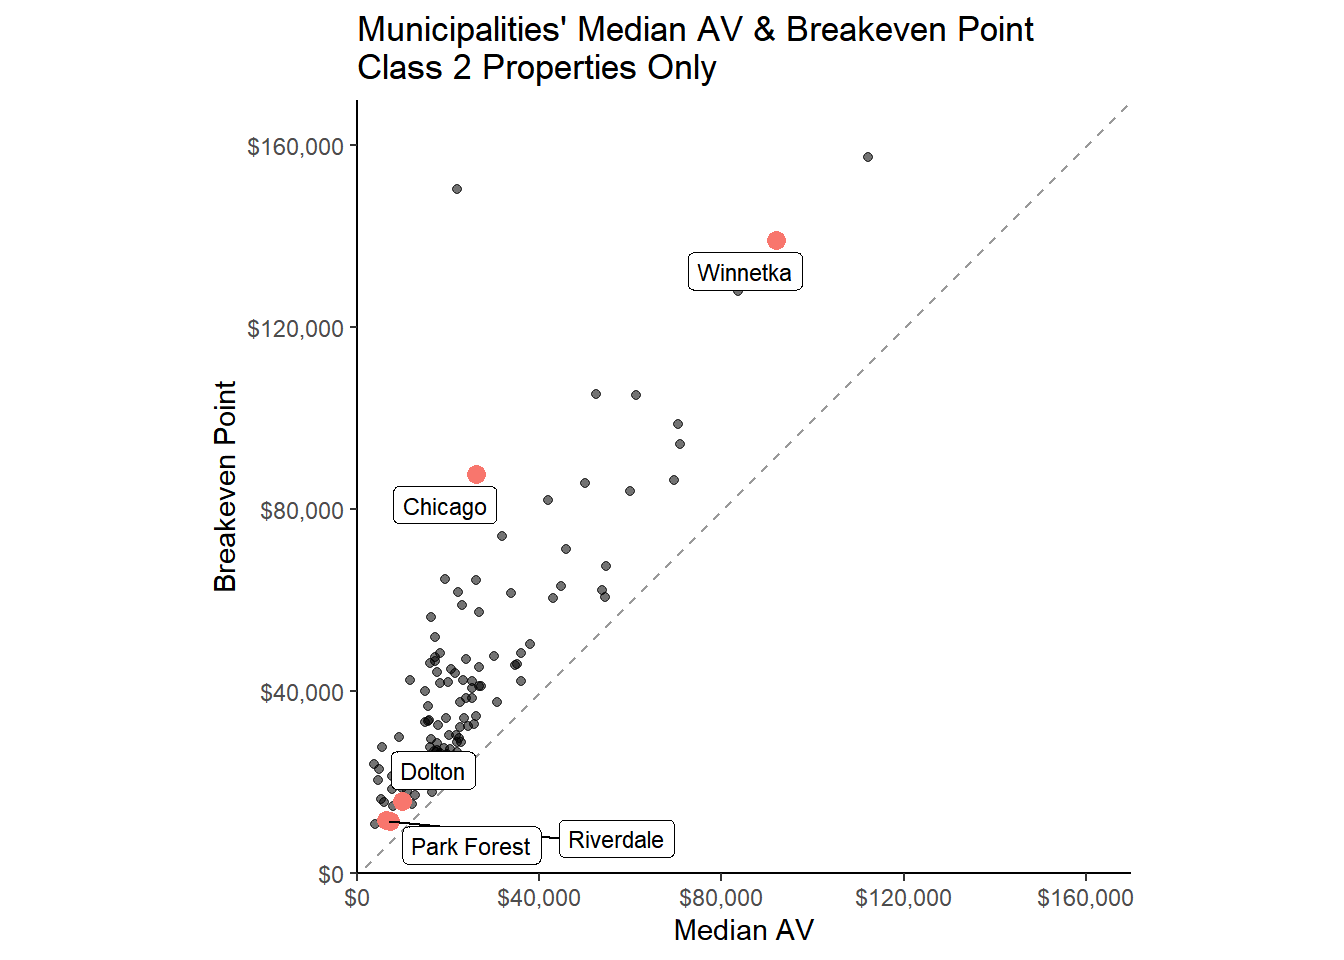 Municipalities' Median AV & Breakeven Point
Class 2 Properties Only
$160,000
$120,000
$80,000
$40,000
$0
Breakeven Point
Winnetka
Chicago
Dolton
Park Forest
Riverdale
$0
$40,000
$80,000
$120,000
$160,000
Median AV